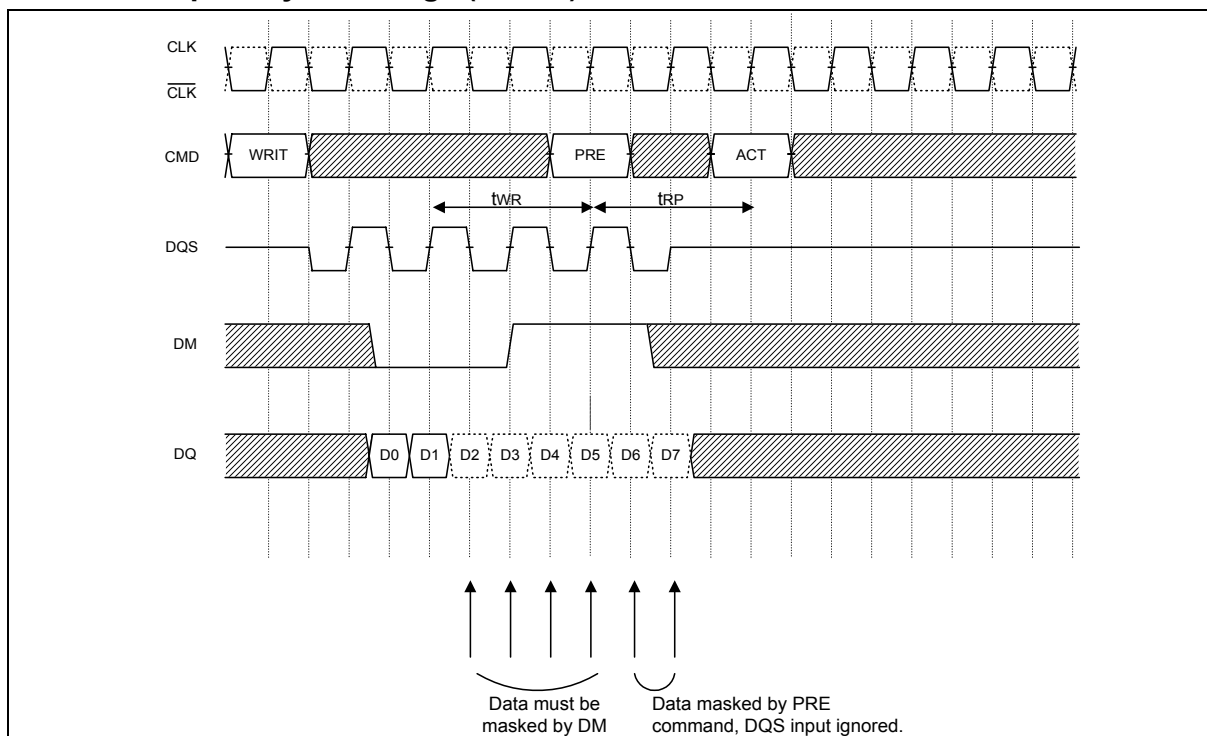 CLK
CLK
CMD WRIT PRE ACT
tWR tRP
DQS
DM
DQ D0 D1 D2 D3 D4 D5 D6 D7
Data must be Data masked by PRE
masked by DM command, DQS input ignored.